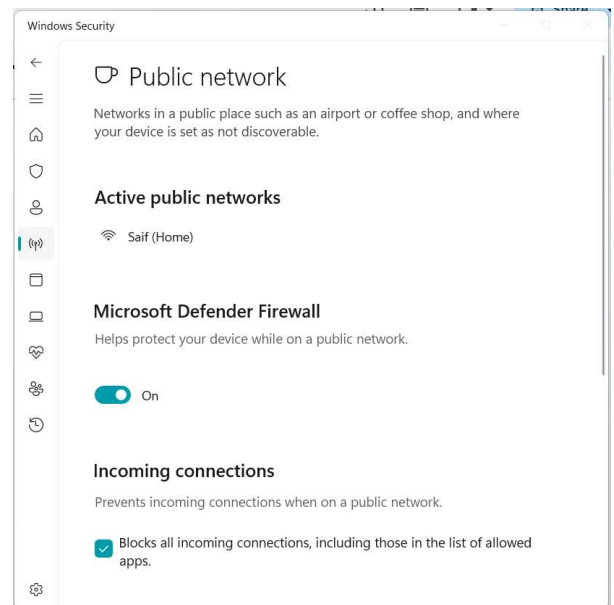 Windows Security
Public network
Networks in a public place such as an airport or coffee shop, and where
your device is set as not discoverable.
Active public networks
Saif (Home)
Microsoft Defender Firewall
Helps protect your device while on a public network.
On
Incoming connections
Prevents incoming connections when on a public network.
Blocks all incoming connections, including those in the list of allowed
apps.